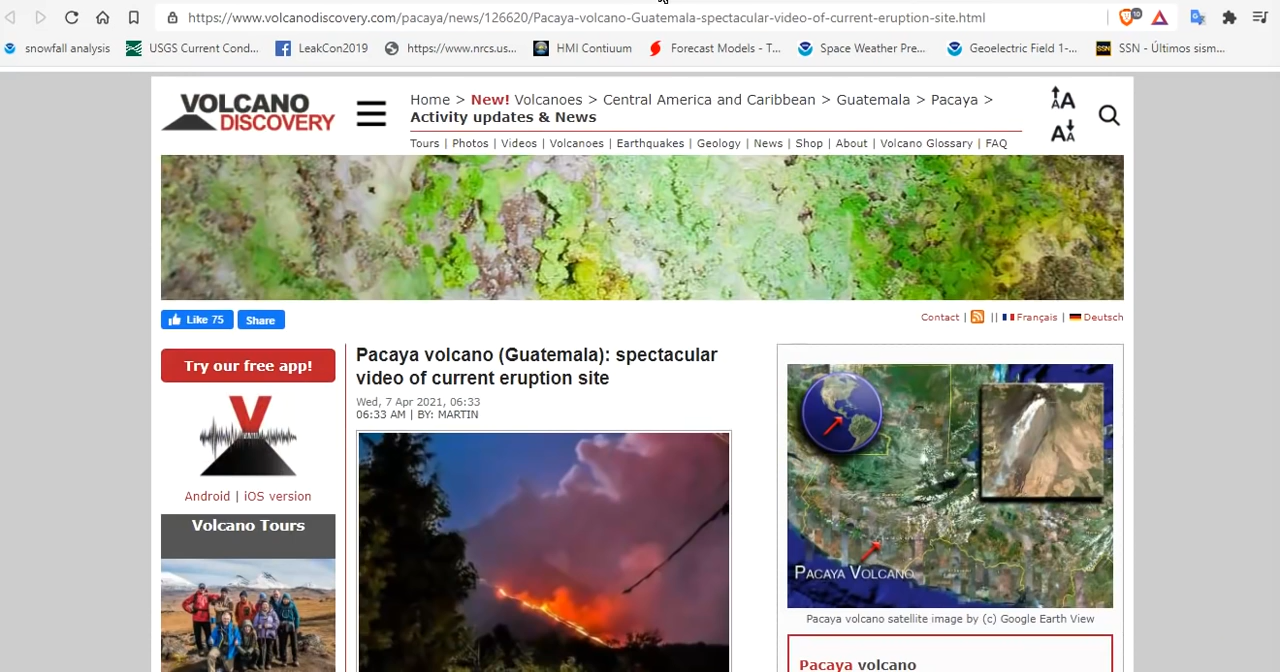 https://www.volcanodiscovery.com/pacaya/news/126620/Pacaya-volcano-Guatemala-spectacular-video-of-current-eruption-site.html
10
snowfall analysis
USGS Current Cond...
LeakCon2019
https://www.nrcs.us...
HMI Contiuum
Forecast Models - T...
Space Weather Pre...
Geoelectric Field 1-...
SSN
SSN - Últimos sism...
VOLCANO
DISCOVERY
Home > New! Volcanoes > Central America and Caribbean > Guatemala > Pacaya >
Activity updates & News
Tours | Photos | Videos | Volcanoes | Earthquakes | Geology | News | Shop | About | Volcano Glossary | FAQ
A
A
Like 75
Share
Contact | || Français | Deutsch
Try our free app!
Android | iOS version
Volcano Tours
Pacaya volcano (Guatemala): spectacular
video of current eruption site
Wed, 7 Apr 2021, 06:33
06:33 AM | BY: MARTIN
PACAYA VOLCANO
Pacaya volcano satellite image by (c) Google Earth View
Pacaya volcano